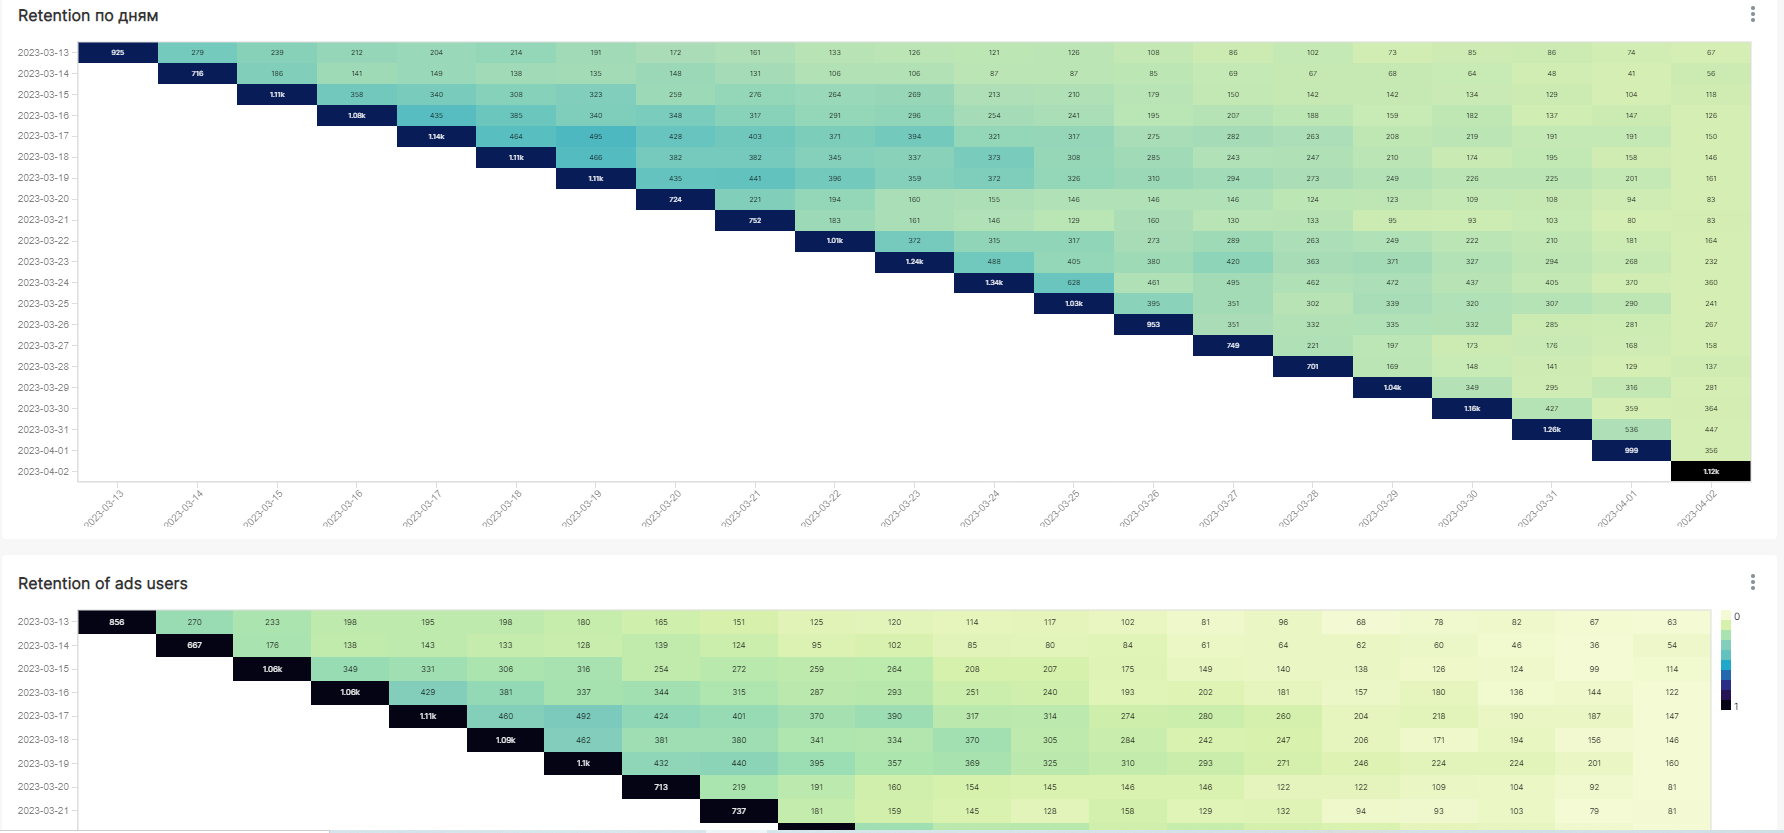 Retention по дням
2023-03-13 925 279 239 212 204 214 191 172 161 133 126 121 126 108 86 102 73 85 86 74 67
2023-03-14 716 186 141 149 138 135 148 131 106 106 87 87 85 69 67 68 64 48 41 56
2023-03-15 1.11k 358 340 308 323 259 276 264 269 213 210 179 150 142 142 134 129 104 118
2023-03-16 1.08k 435 385 340 348 317 291 296 254 241 195 207 188 159 182 137 147 126
2023-03-17 1.14k 464 495 428 403 371 394 321 317 275 282 263 208 219 191 191 150
2023-03-18 1.11k 466 382 382 345 337 373 308 285 243 247 210 174 195 158 146
2023-03-19 1.11k 435 441 396 359 372 326 310 294 273 249 226 225 201 161
2023-03-20 724 221 194 160 155 146 146 146 124 123 109 108 94 83
2023-03-21 752 183 161 146 129 160 130 133 95 93 103 80 83
2023-03-22 1.01k 372 315 317 273 289 263 249 222 210 181 164
2023-03-23 1.24k 488 405 380 420 363 371 327 294 268 232
2023-03-24 1.34k 628 461 495 462 472 437 405 370 360
2023-03-25 1.03k 395 351 302 339 320 307 290 241
2023-03-26 953 351 332 335 332 285 281 267
2023-03-27 749 221 197 173 176 168 158
2023-03-28 701 169 148 141 129 137
2023-03-29 1.04k 349 295 316 281
2023-03-30 1.16k 427 359 364
2023-03-31 1.26k 536 447
2023-04-01 999 356
2023-04-02 1.12k
2023-03-13 2023-03-14 2023-03-15 2023-03-16 2023-03-17 2023-03-18 2023-03-19 2023-03-20 2023-03-21 2023-03-22 2023-03-23 2023-03-24 2023-03-25 2023-03-26 2023-03-27 2023-03-28 2023-03-29 2023-03-30 2023-03-31 2023-04-01 2023-04-02
Retention of ads users
2023-03-13 856 270 233 198 195 198 180 165 151 125 120 114 117 102 81 96 68 78 82 67 63 0
2023-03-14 667 176 138 143 133 128 139 124 95 102 85 80 84 61 64 62 60 46 36 54
2023-03-15 1.06k 349 331 306 316 254 272 259 264 208 207 175 149 140 138 126 124 99 114
2023-03-16 1.06k 429 381 337 344 315 287 293 251 240 193 202 181 157 180 136 144 122
2023-03-17 1.11k 460 492 424 401 370 390 317 314 274 280 260 204 218 190 187 147 1
2023-03-18 1.09k 462 381 380 341 334 370 305 284 242 247 206 171 194 156 146
2023-03-19 1.1k 432 440 395 357 369 325 310 293 271 246 224 224 201 160
2023-03-20 713 219 191 160 154 145 146 146 122 122 109 104 92 81
2023-03-21 737 181 159 145 128 158 129 132 94 93 103 79 81